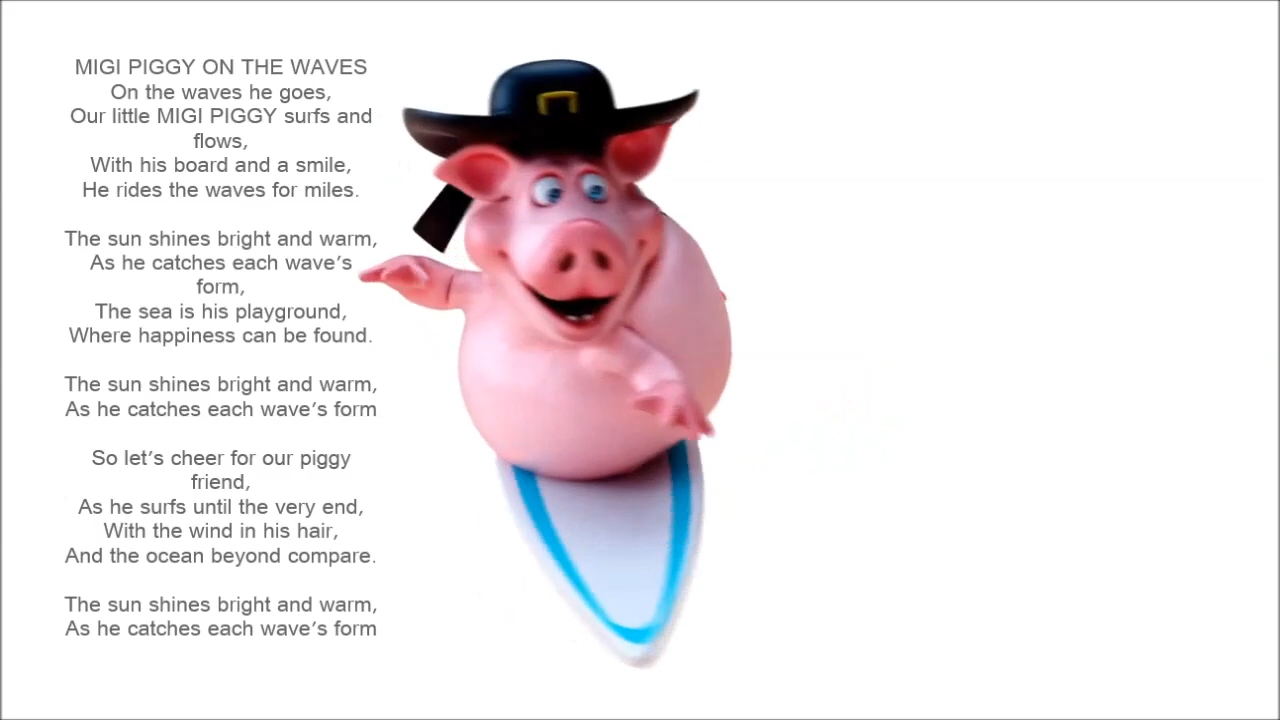 MIGI PIGGY ON THE WAVES
On the waves he goes,
Our little MIGI PIGGY surfs and
flows,
With his board and a smile,
He rides the waves for miles.
The sun shines bright and warm,
As he catches each wave's
form,
The sea is his playground,
Where happiness can be found.
The sun shines bright and warm,
As he catches each wave's form
So let's cheer for our piggy
friend,
As he surfs until the very end,
With the wind in his hair,
And the ocean beyond compare.
The sun shines bright and warm,
As he catches each wave's form